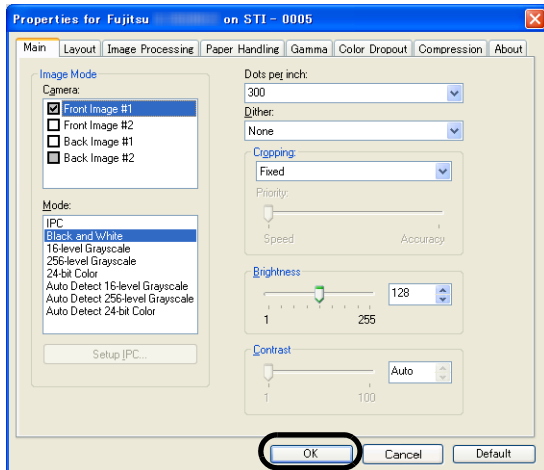 Properties for Fujitsu on STI - 0005
Main Layout Image Processing Paper Handling Gamma Color Dropout Compression About
Image Mode
Camera:
Front Image #1
Front Image #2
Back Image #1
Back Image #2
Mode:
IPC
Black and White
16-level Grayscale
256-level Grayscale
24-bit Color
Auto Detect 16-level Grayscale
Auto Detect 256-level Grayscale
Auto Detect 24-bit Color
Setup IPC...
Dots per inch:
300
Dither:
None
Cropping:
Fixed
Priority:
Speed Accuracy
Brightness
128
1 255
Contrast
Auto
1 100
OK Cancel Default